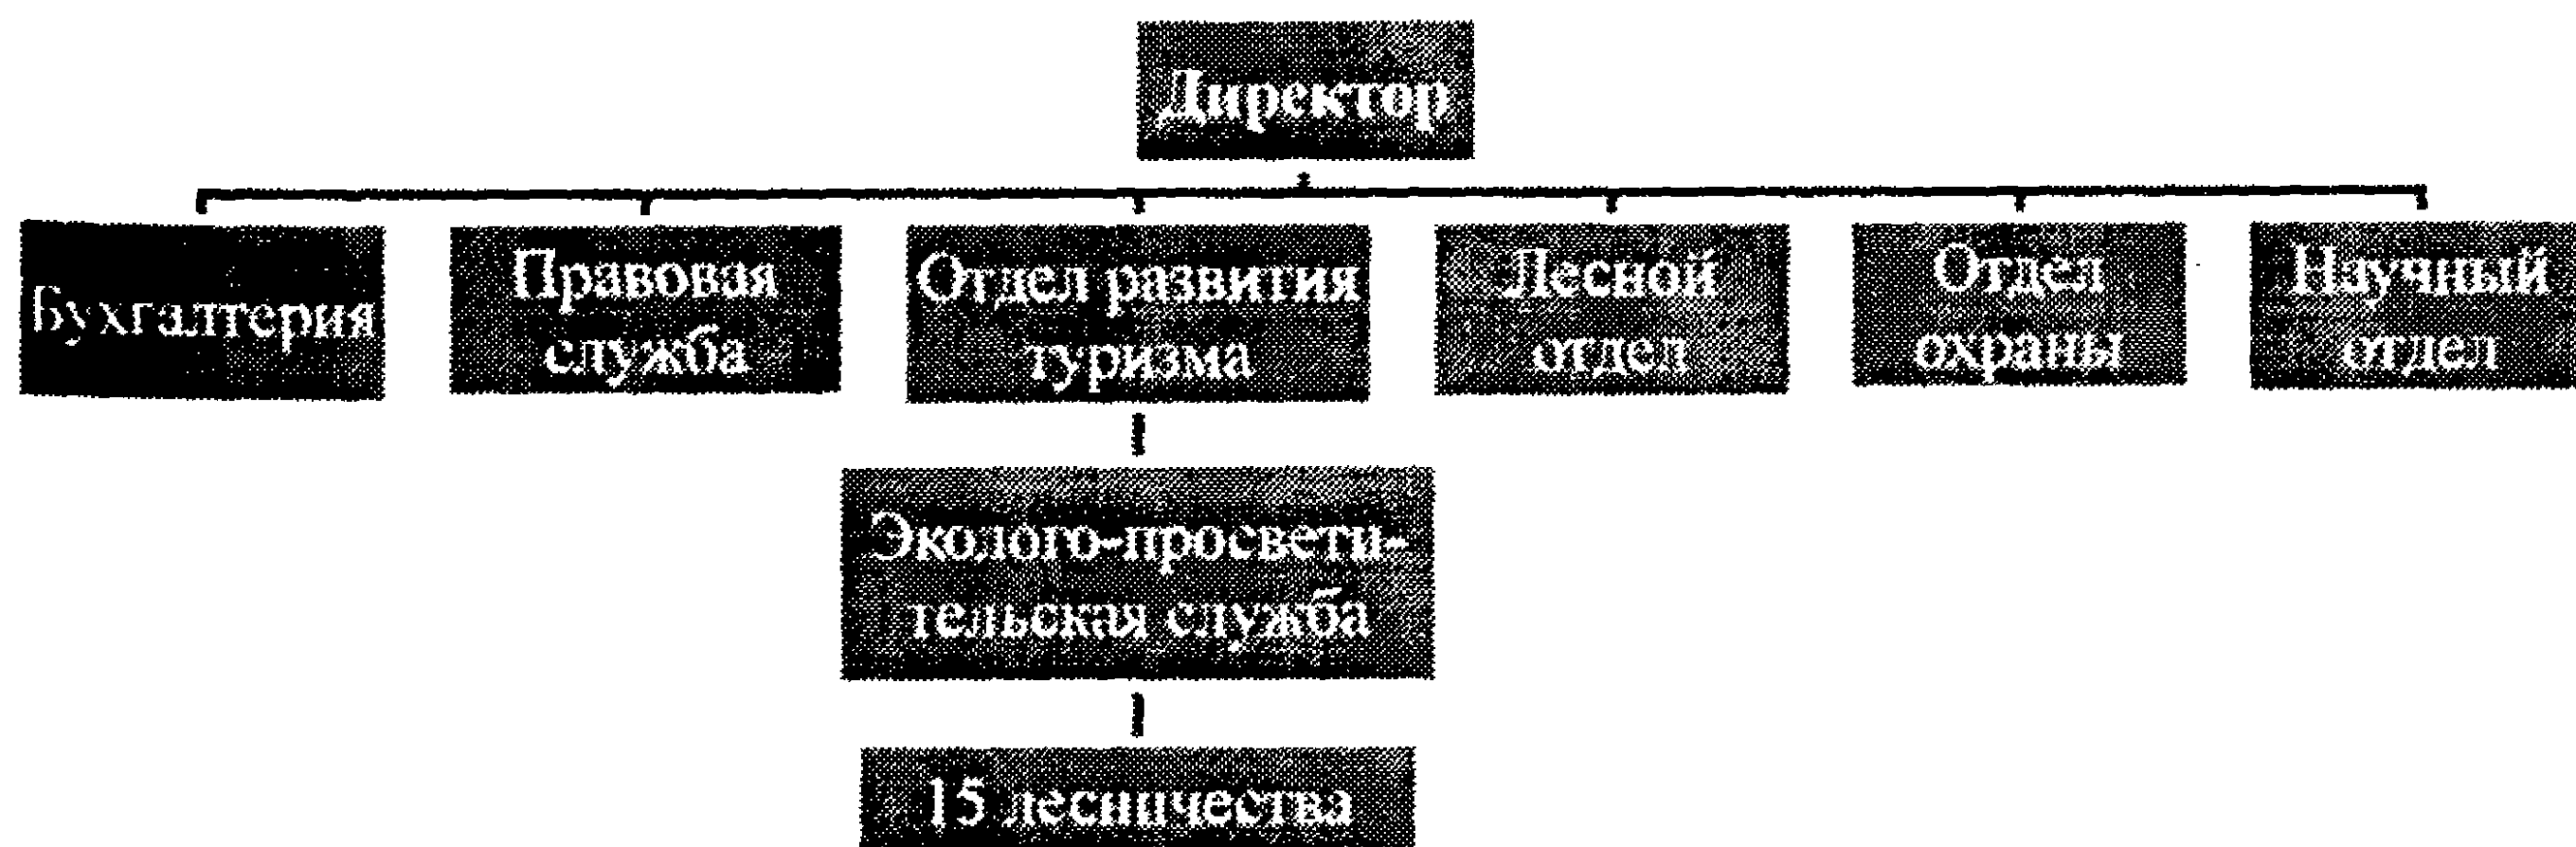 Директор
Бухгалтерия
Правовая
служба
Отдел развития
туризма
Лесной
отдел
Отдел
охраны
Научный
отдел
Эколого-просвети-
тельская служба
15 лесничества